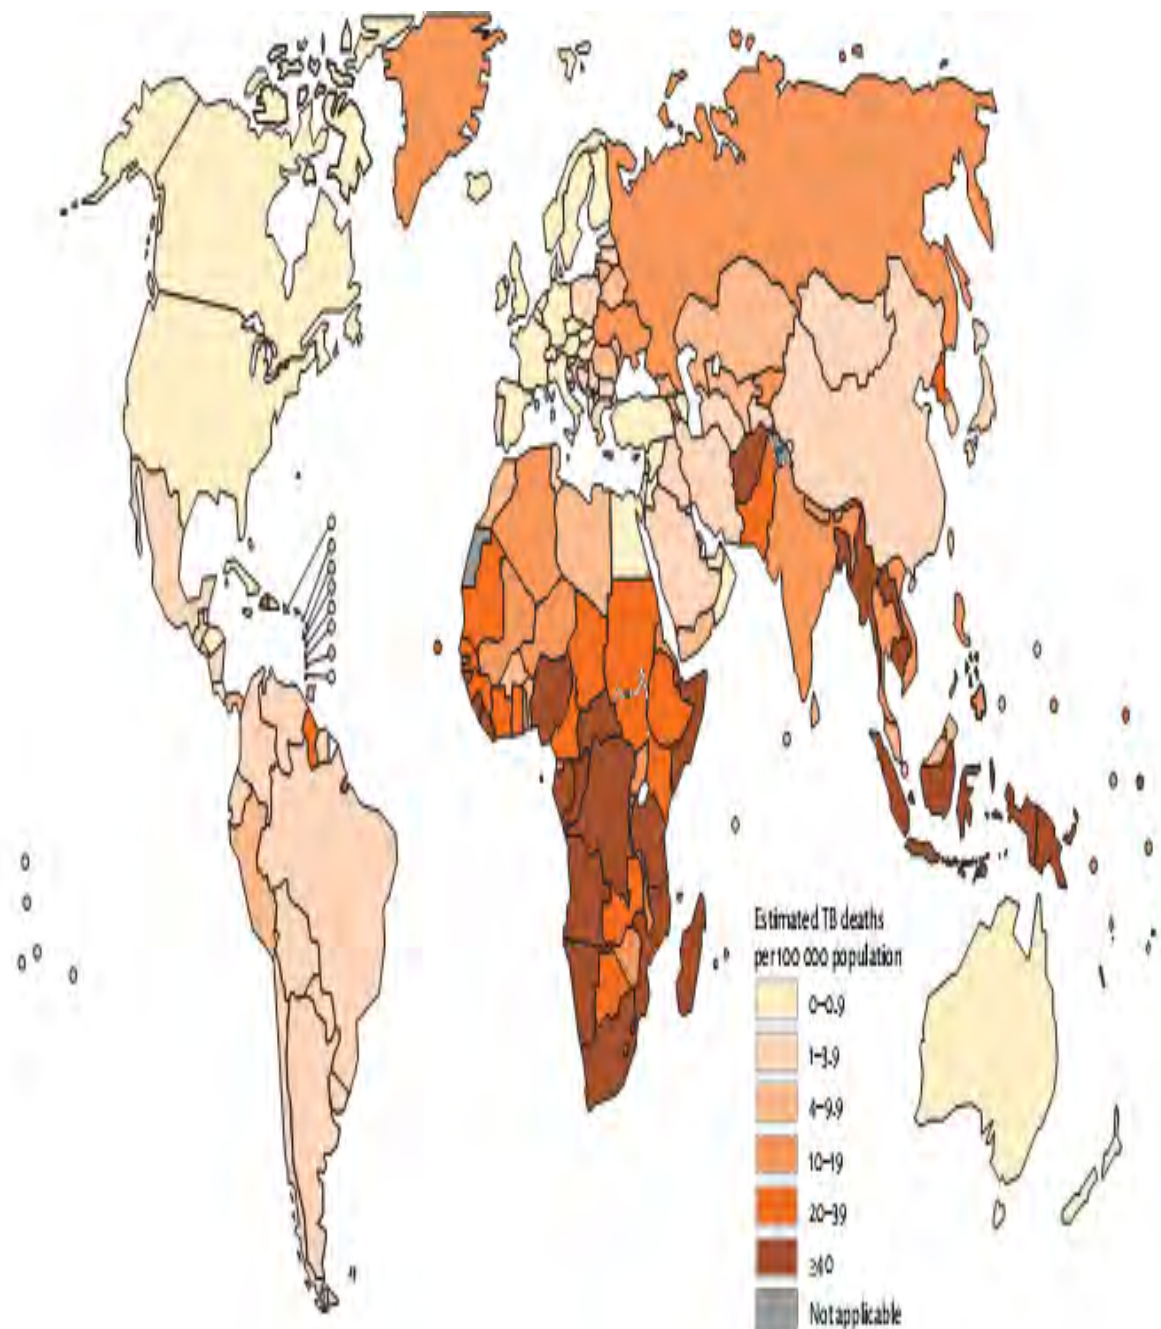 Estimated TB deaths
per 100 000 population
0–0.9
1–3.9
4–9.9
10–19
20–39
≥40
Not applicable